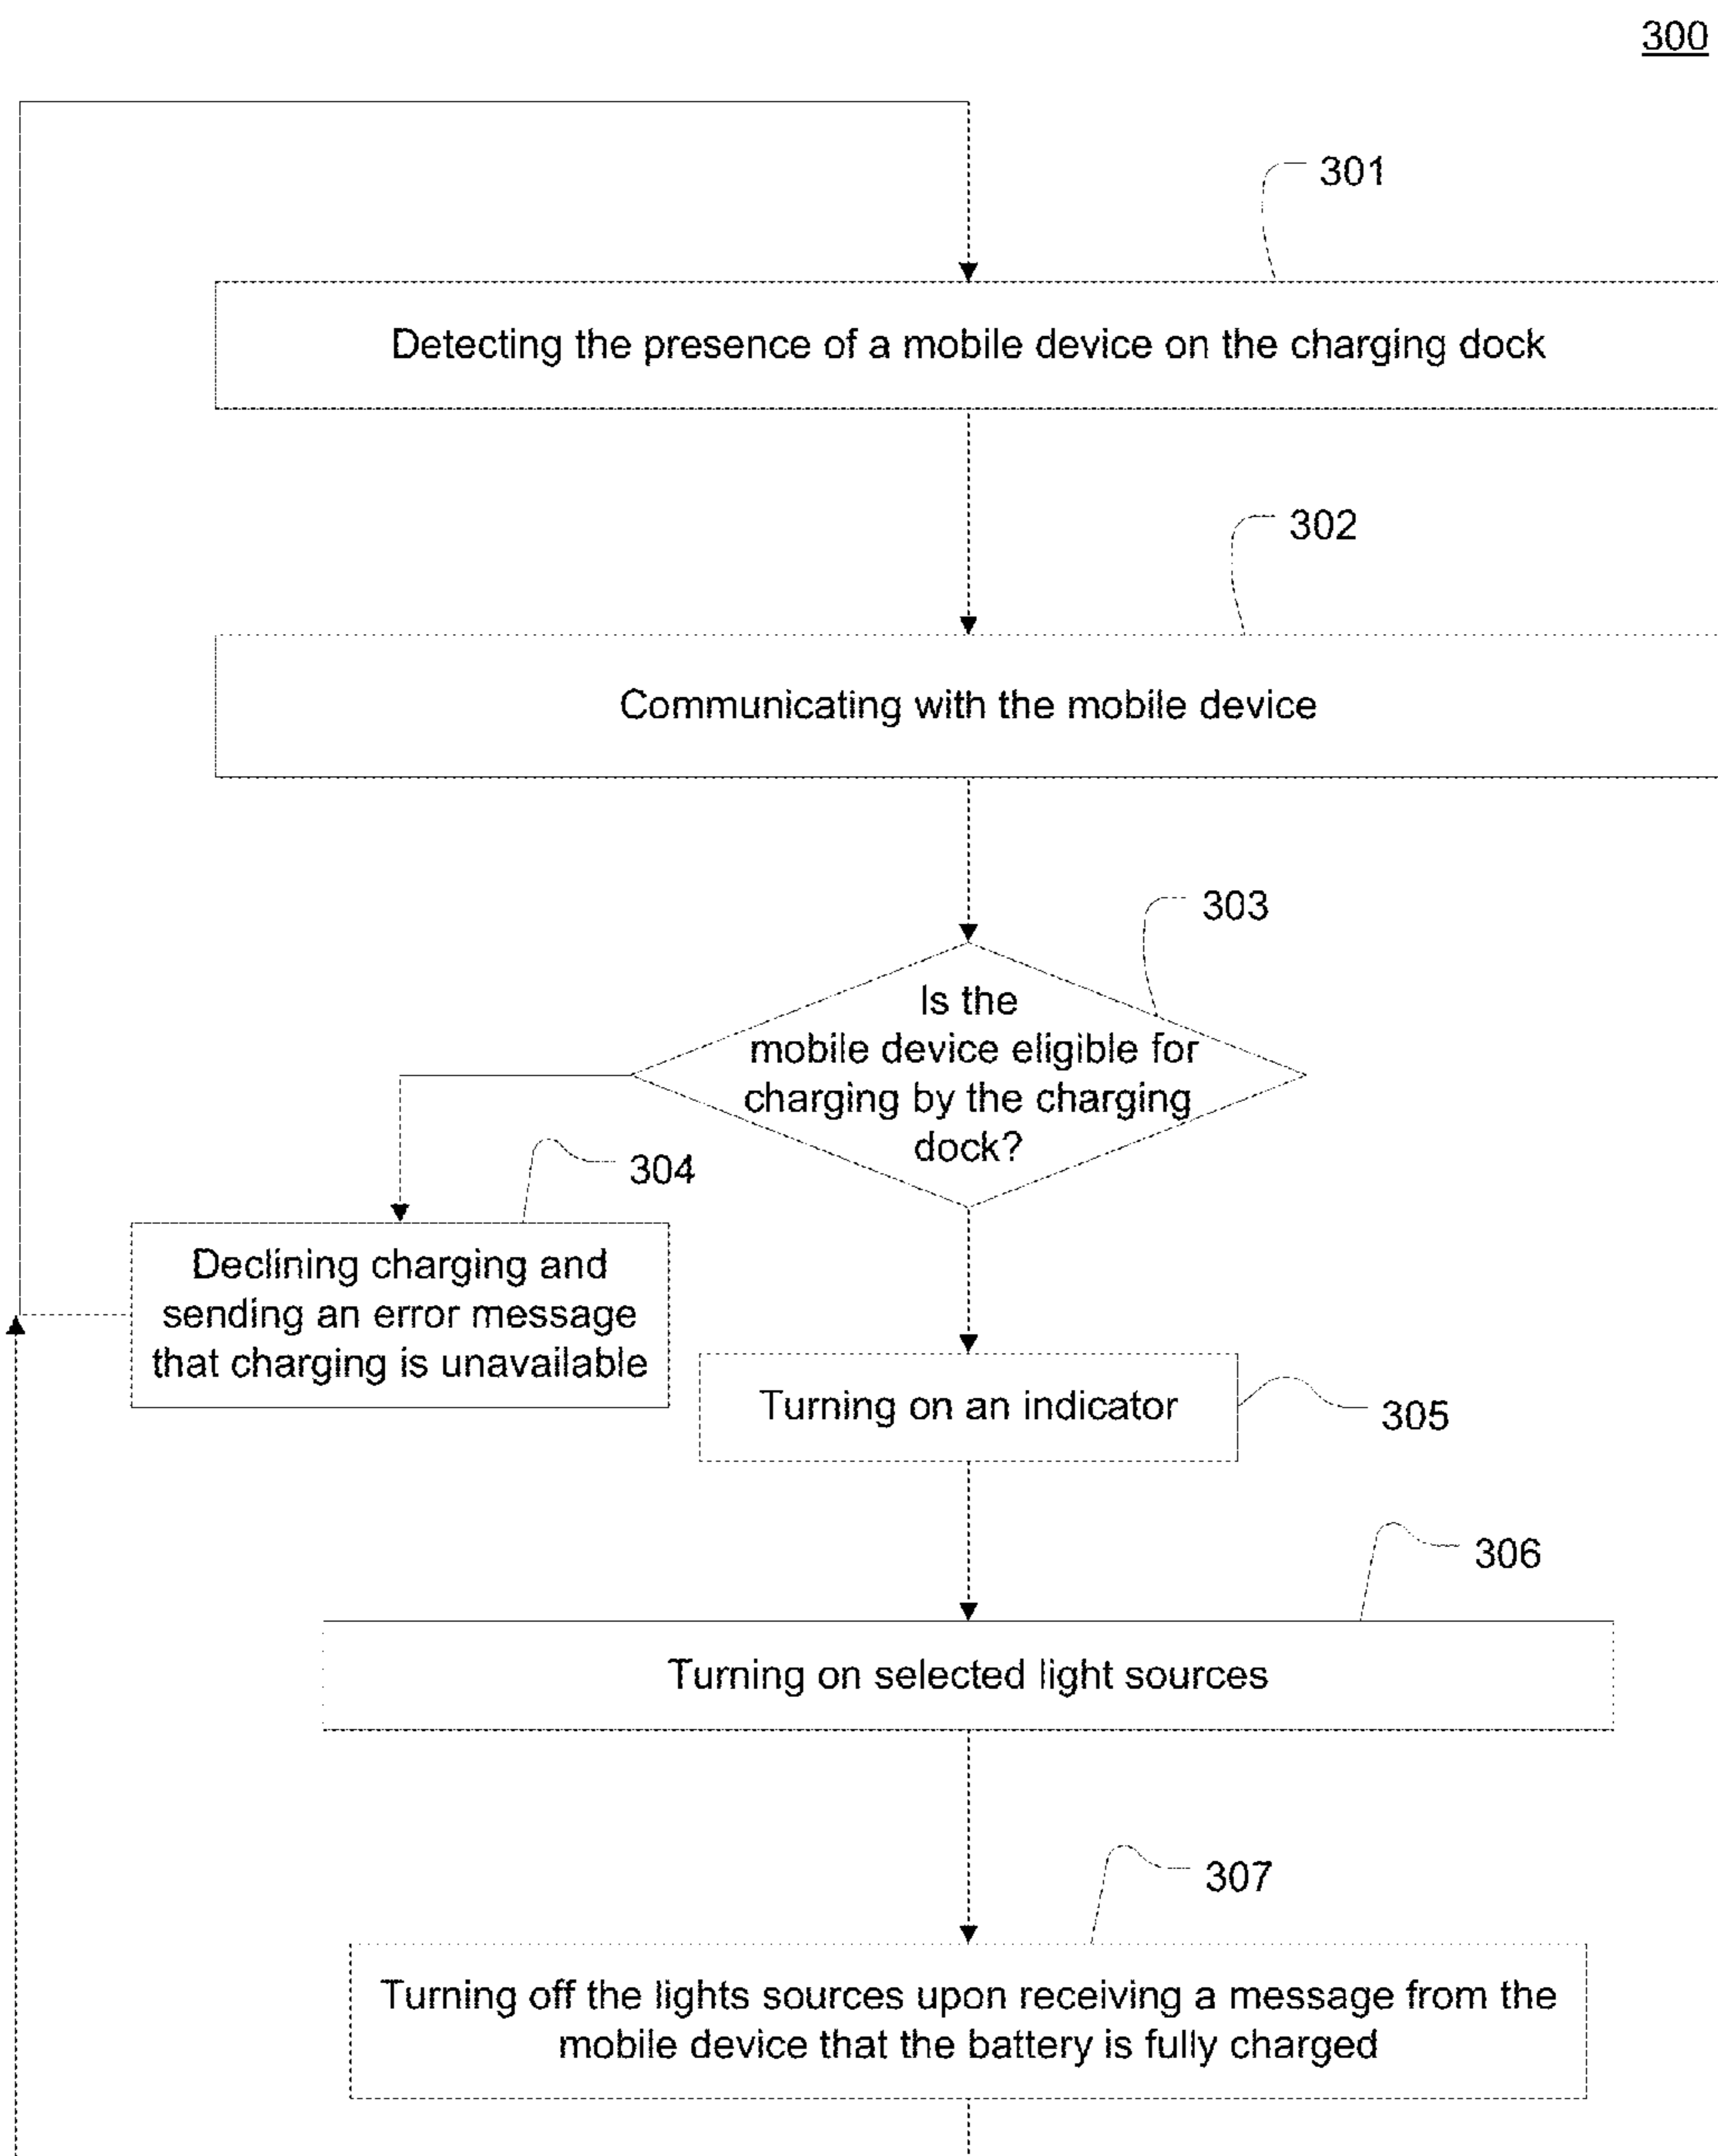 300
301
Detecting the presence of a mobile device on the charging dock
302
Communicating with the mobile device
303
Is the
mobile device eligible for
charging by the charging
dock?
304
Declining charging and
sending an error message
that charging is unavailable
Turning on an indicator
305
306
Turning on selected light sources
307
Turning off the lights sources upon receiving a message from the
mobile device that the battery is fully charged